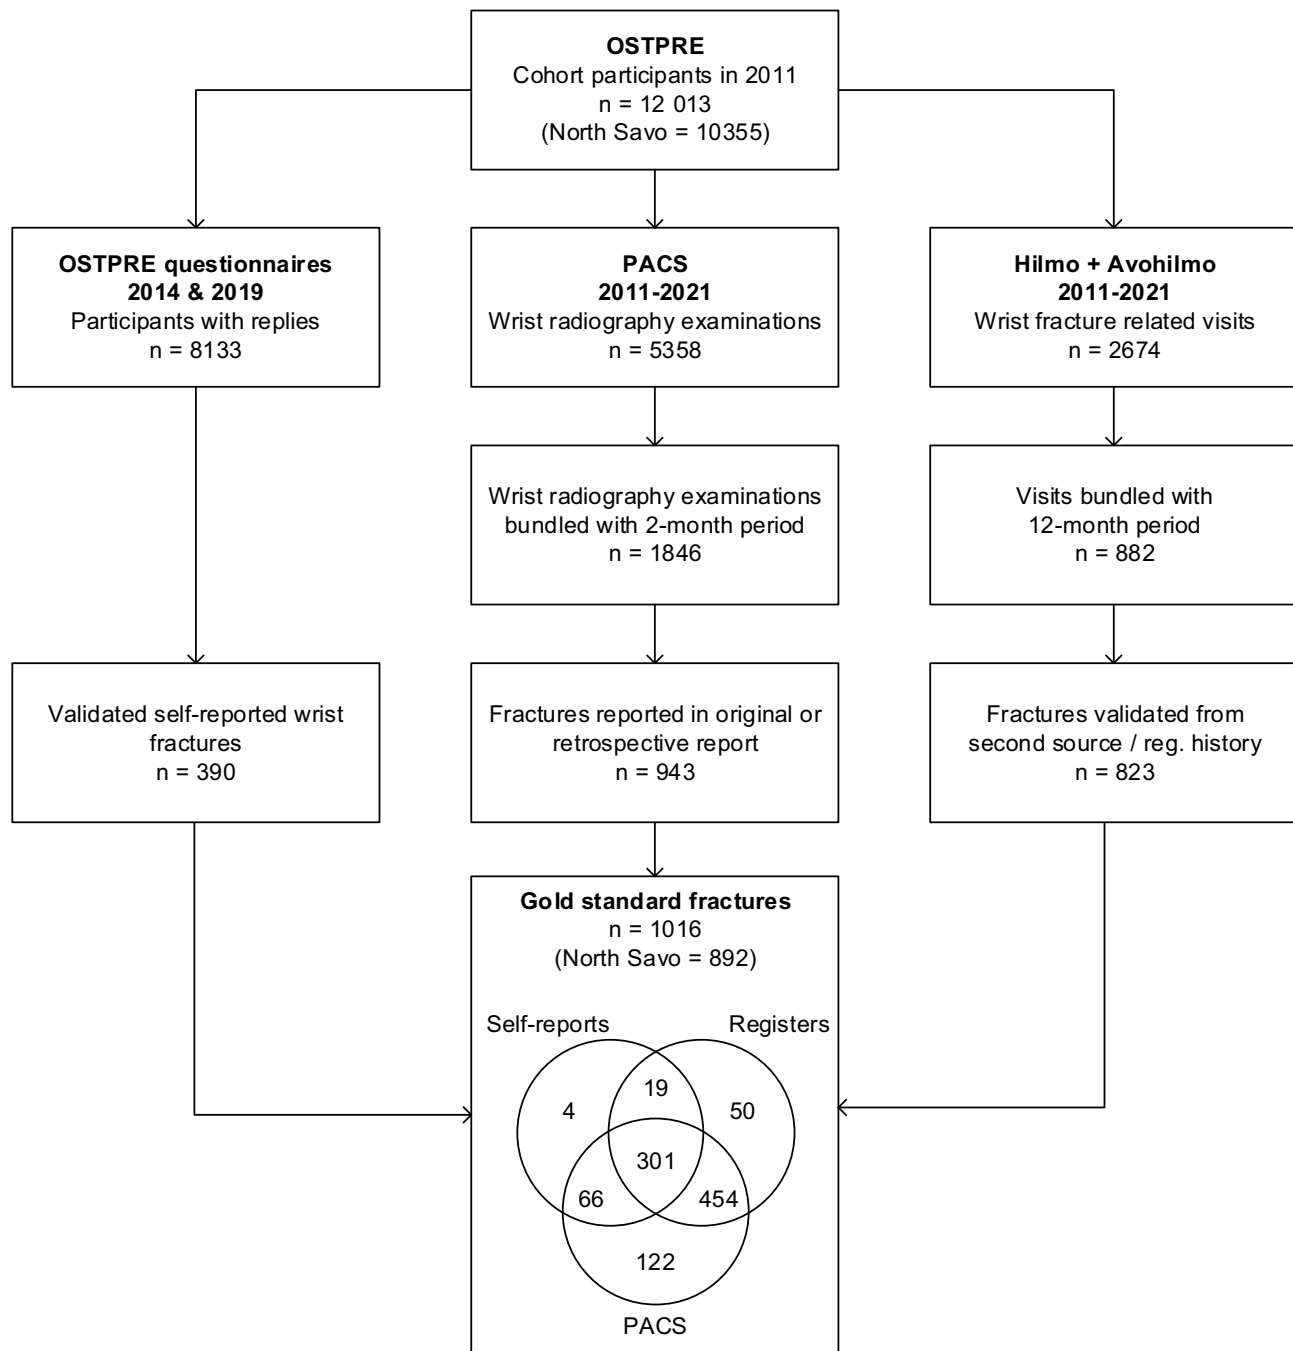 OSTPRE
Cohort participants in 2011
n = 12 013
(North Savo = 10355)
OSTPRE questionnaires
2014 & 2019
Participants with replies
n = 8133
PACS
2011-2021
Wrist radiography examinations
n = 5358
Hilmo + Avohilmo
2011-2021
Wrist fracture related visits
n = 2674
Wrist radiography examinations
bundled with 2-month period
n = 1846
Visits bundled with
12-month period
n = 882
Validated self-reported wrist
fractures
n = 390
Fractures reported in original or
retrospective report
n = 943
Fractures validated from
second source / reg. history
n = 823
Gold standard fractures
n = 1016
(North Savo = 892)
Self-reports
Registers
19
4
50
301
66
454
122
PACS